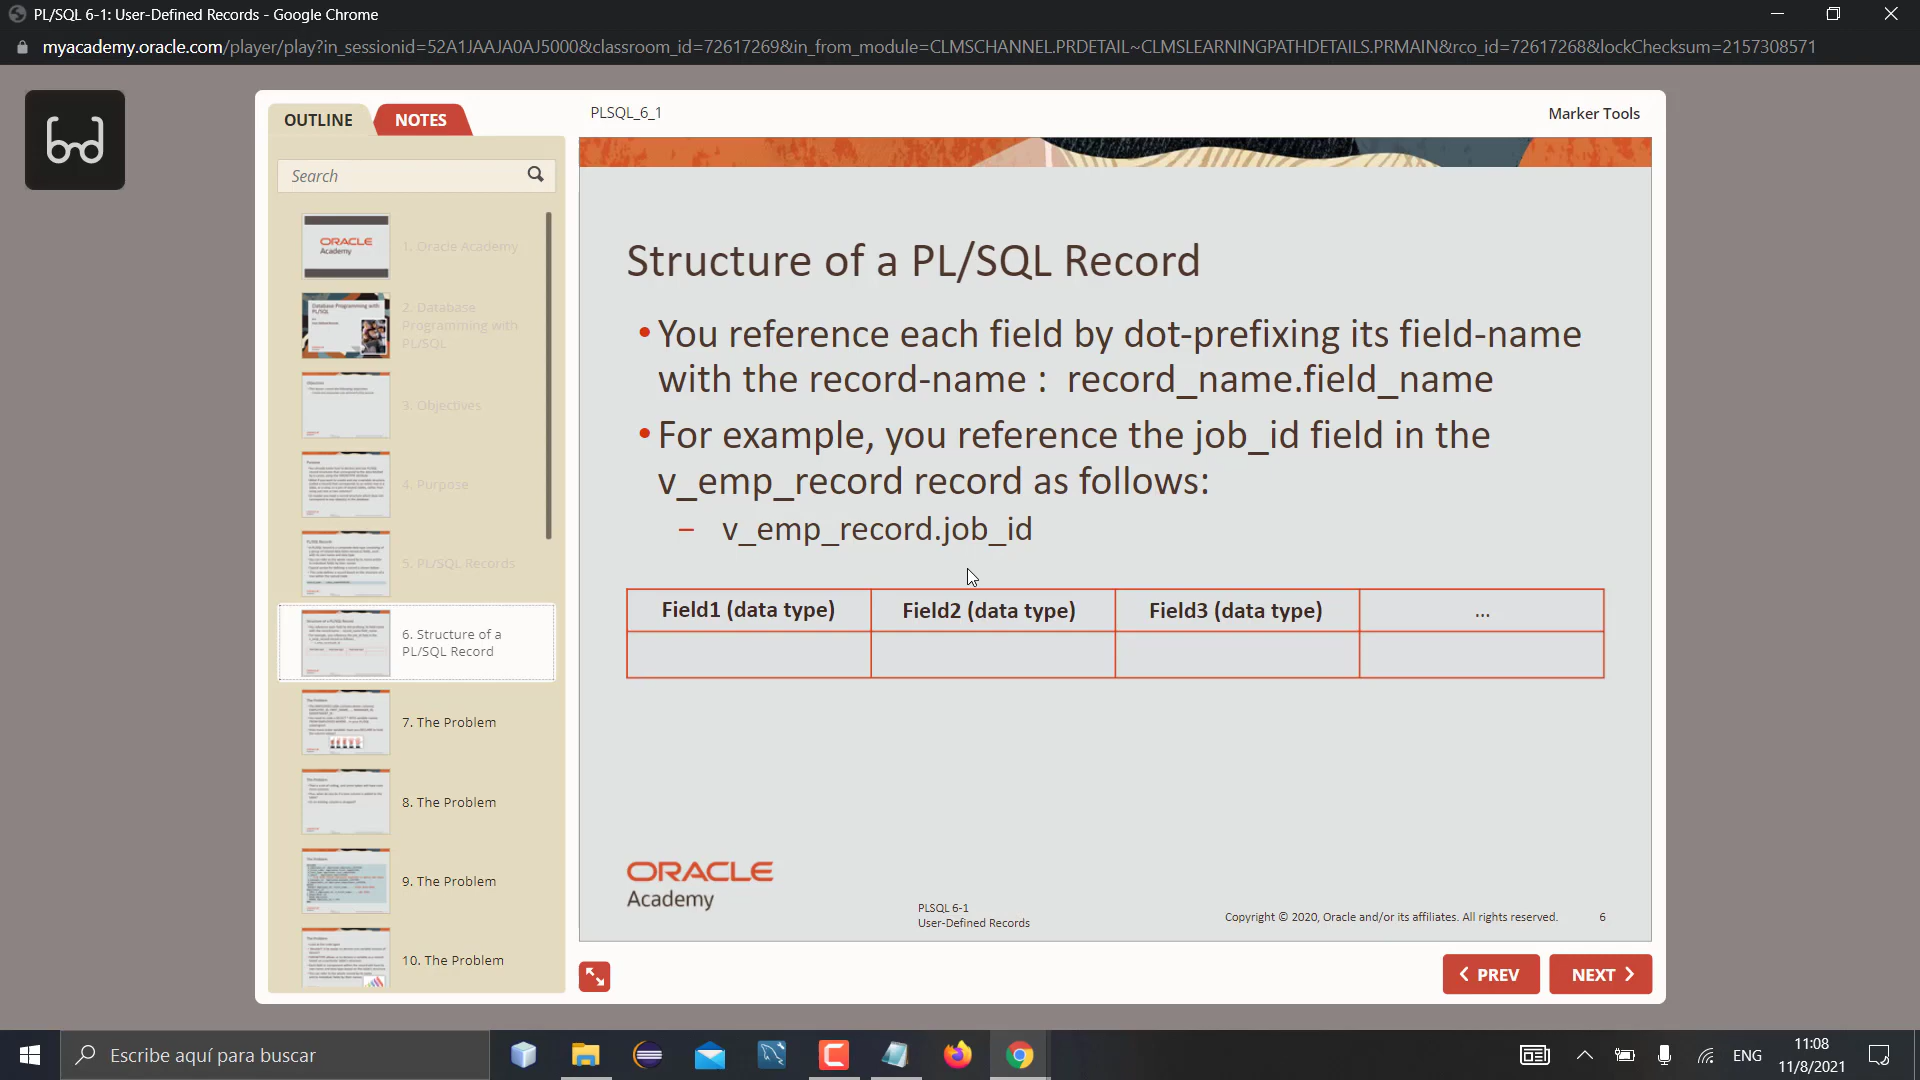 PL/SQL 6-1: User-Defined Records - Google Chrome
myacademy.oracle.com/player/play?in_sessionid=52A1JAAJA0AJ5000&classroom_id=72617269&in_from_module=CLMSCHANNEL.PRDETAIL~CLMSLEARNINGPATHDETAILS.PRMAIN&rco_id=72617268&lockChecksum=2157308571
OUTLINE
NOTES
PLSQL_6_1
Marker Tools
Search
ORACLE
Academy
1. Oracle Academy
2. Database
Programming with
PL/SQL
3. Objectives
4. Purpose
5. PL/SQL Records
6. Structure of a
PL/SQL Record
7. The Problem
8. The Problem
9. The Problem
10. The Problem
Structure of a PL/SQL Record
•You reference each field by dot-prefixing its field-name
with the record-name : record_name.field_name
•For example, you reference the job_id field in the
v_emp_record record as follows:
– v_emp_record.job_id
Field1 (data type) Field2 (data type) Field3 (data type) ...
ORACLE
Academy
PLSQL 6-1
User-Defined Records
Copyright © 2020, Oracle and/or its affiliates. All rights reserved.
6
PREV
NEXT
Escribe aquí para buscar
ENG
11:08
11/8/2021